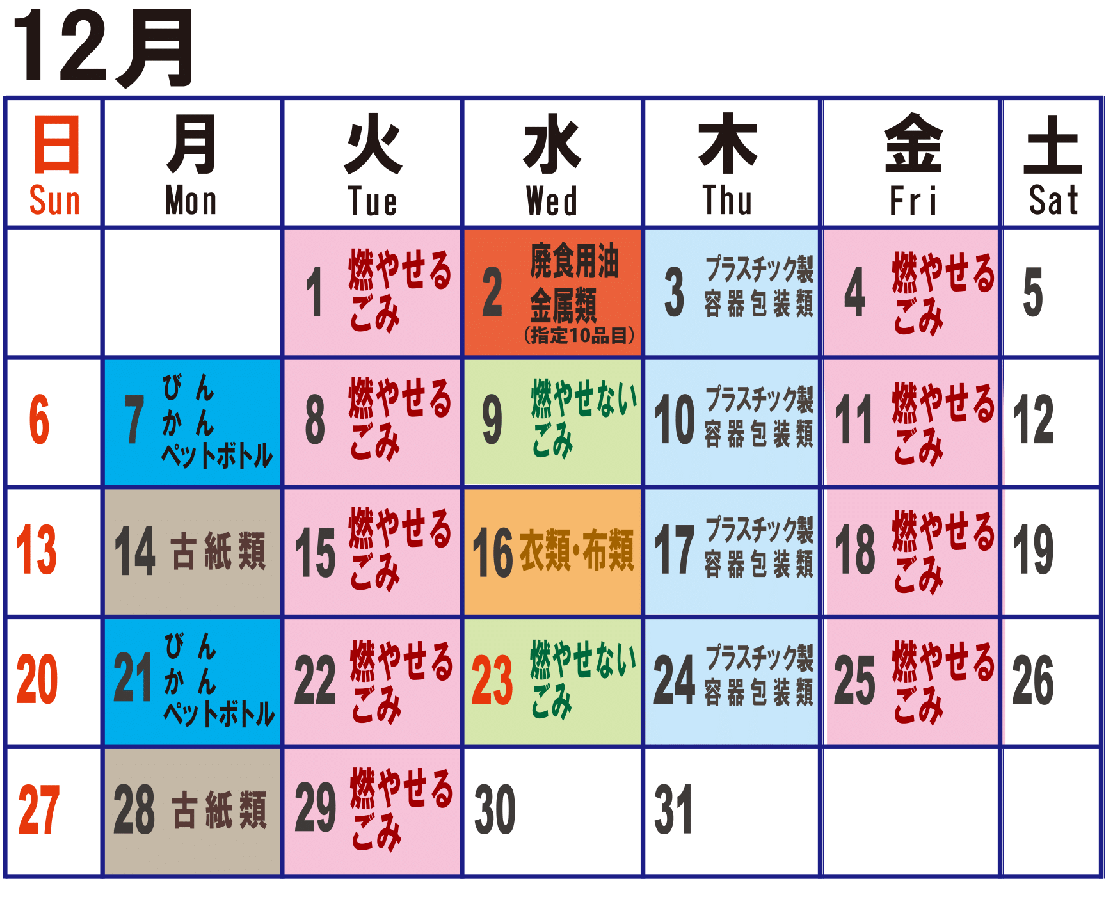 12月
日 月 火 水 木 金 土
Sun Mon Tue Wed Thu Fri Sat
1 燃やせる
ごみ
2 廃食用油
金属類
(指定10品目)
3 プラスチック製
容器包装類
4 燃やせる
ごみ
5
6
7 びん
かん
ペットボトル
8 燃やせる
ごみ
9 燃やせない
ごみ
10 プラスチック製
容器包装類
11 燃やせる
ごみ
12
13
14 古紙類
15 燃やせる
ごみ
16 衣類・布類
17 プラスチック製
容器包装類
18 燃やせる
ごみ
19
20
21 びん
かん
ペットボトル
22 燃やせる
ごみ
23 燃やせない
ごみ
24 プラスチック製
容器包装類
25 燃やせる
ごみ
26
27
28 古紙類
29 燃やせる
ごみ
30
31